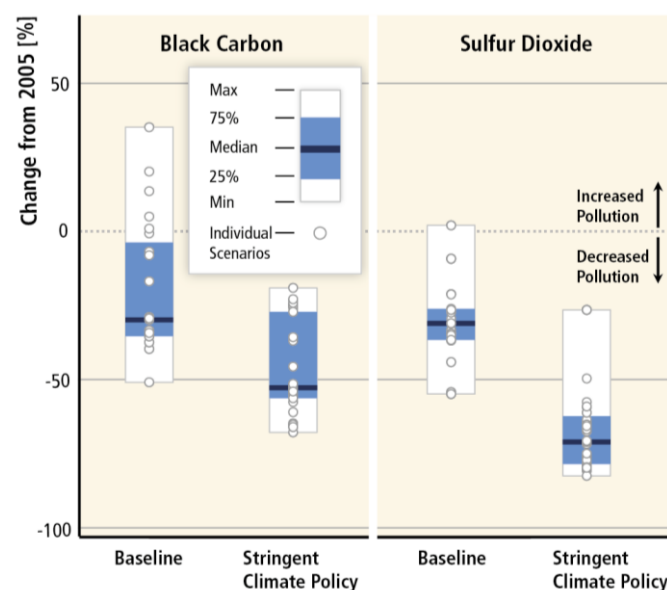 Change from 2005 [%]
Black Carbon
Sulfur Dioxide
50
0
-50
-100
Max
75%
Median
25%
Min
Individual
Scenarios
Increased
Pollution
Decreased
Pollution
Baseline
Stringent
Climate Policy
Baseline
Stringent
Climate Policy